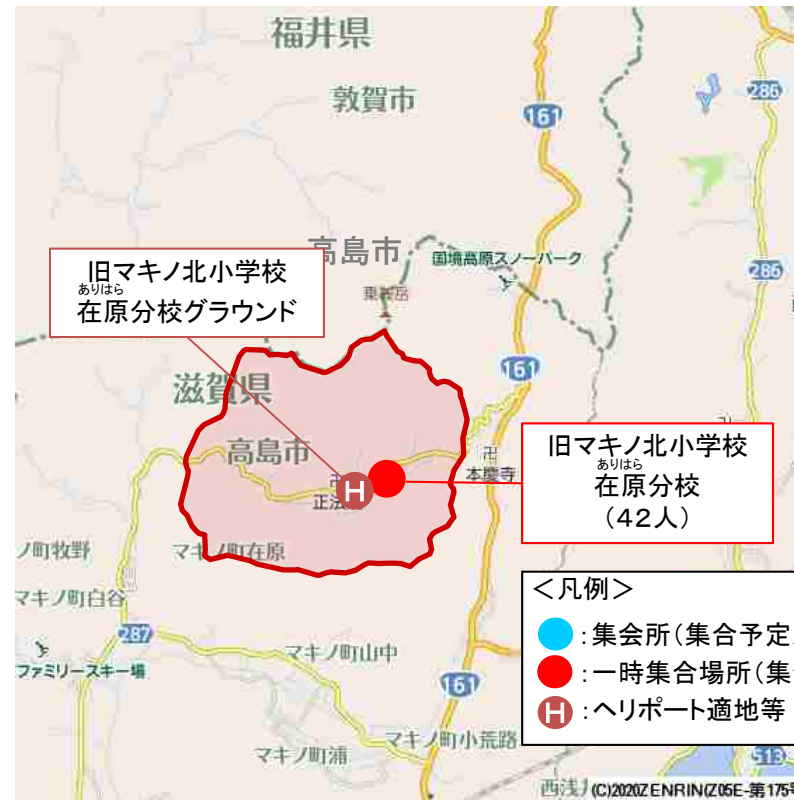 福井県
敦賀市
161
286
高島市
国境高原スノーパーク
乗鞍岳
286
旧マキノ北小学校
ありはら
在原分校グラウンド
161
滋賀県
高島市
本慶寺
H
正法
旧マキノ北小学校
ありはら
在原分校
(42人)
ノ町牧野
マキノ町在原
マキノ町白谷
287
マキノ町山中
ファミリースキー場
161
マキノ町小荒路
マキノ町浦
513
<凡例>
:集会所(集合予定
:一時集合場所(集
H:ヘリポート適地等
西浅
(C)2020ZENRIN(Z05E-第175号